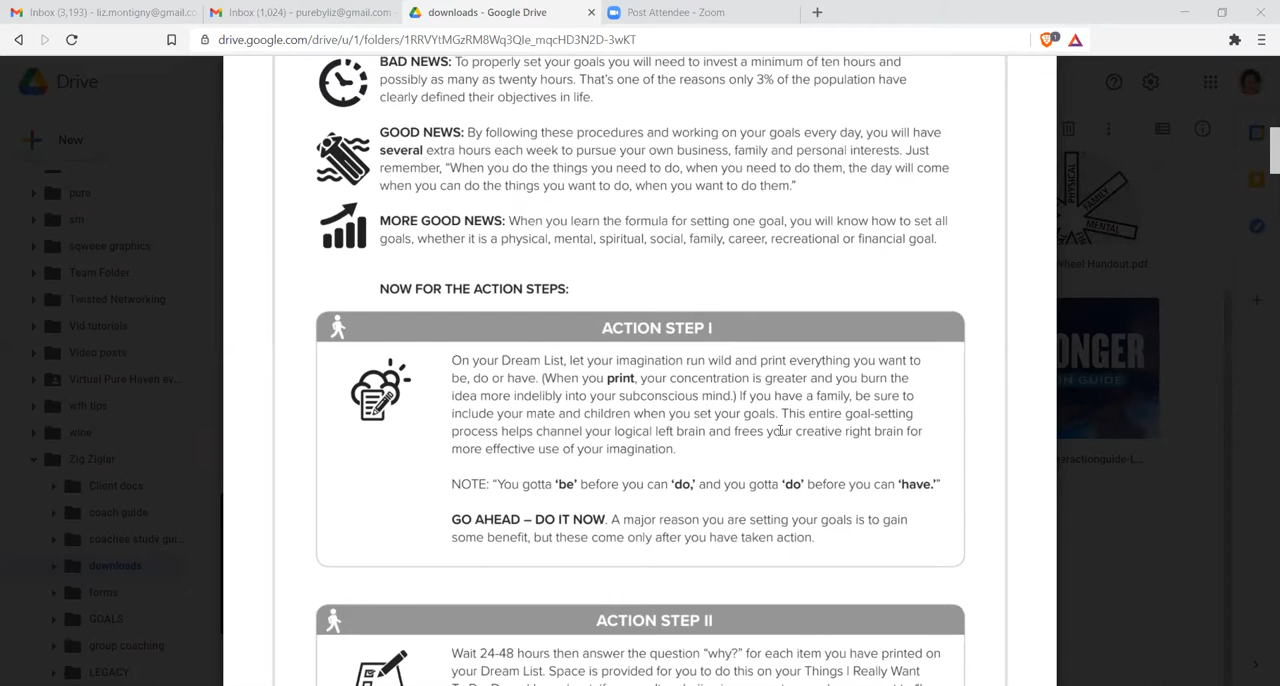 Inbox (3,193) - liz.montigny@gmail.co
Inbox (1,024) - purebyliz@gmail.com
downloads - Google Drive
Post Attendee - Zoom
drive.google.com/drive/u/1/folders/1RRVYtMGzRM8Wq3QIe_mqcHD3N2D-3wKT
1
Drive
New
pure
sm
sqweee graphics
Team Folder
Twisted Networking
Vid tutorials
Video posts
Virtual Pure Haven ev...
wfh tips
wine
Zig Ziglar
Client docs
coach guide
coachee study gui...
downloads
forms
GOALS
group coaching
LEGACY
BAD NEWS: To properly set your goals you will need to invest a minimum of ten hours and
possibly as many as twenty hours. That's one of the reasons only 3% of the population have
clearly defined their objectives in life.
GOOD NEWS: By following these procedures and working on your goals every day, you will have
several extra hours each week to pursue your own business, family and personal interests. Just
remember, "When you do the things you need to do, when you need to do them, the day will come
when you can do the things you want to do, when you want to do them."
MORE GOOD NEWS: When you learn the formula for setting one goal, you will know how to set all
goals, whether it is a physical, mental, spiritual, social, family, career, recreational or financial goal.
NOW FOR THE ACTION STEPS:
ACTION STEP I
On your Dream List, let your imagination run wild and print everything you want to
be, do or have. (When you print, your concentration is greater and you burn the
idea more indelibly into your subconscious mind.) If you have a family, be sure to
include your mate and children when you set your goals. This entire goal-setting
process helps channel your logical left brain and frees your creative right brain for
more effective use of your imagination.
NOTE: "You gotta 'be' before you can 'do,' and you gotta 'do' before you can 'have.'"
GO AHEAD – DO IT NOW. A major reason you are setting your goals is to gain
some benefit, but these come only after you have taken action.
ACTION STEP II
Wait 24-48 hours then answer the question "why?" for each item you have printed on
your Dream List. Space is provided for you to do this on your Things I Really Want
PHYSICAL
FAMILY
MENTAL
Wheel Handout.pdf
ONGER
ON GUIDE
eractionguide-L...